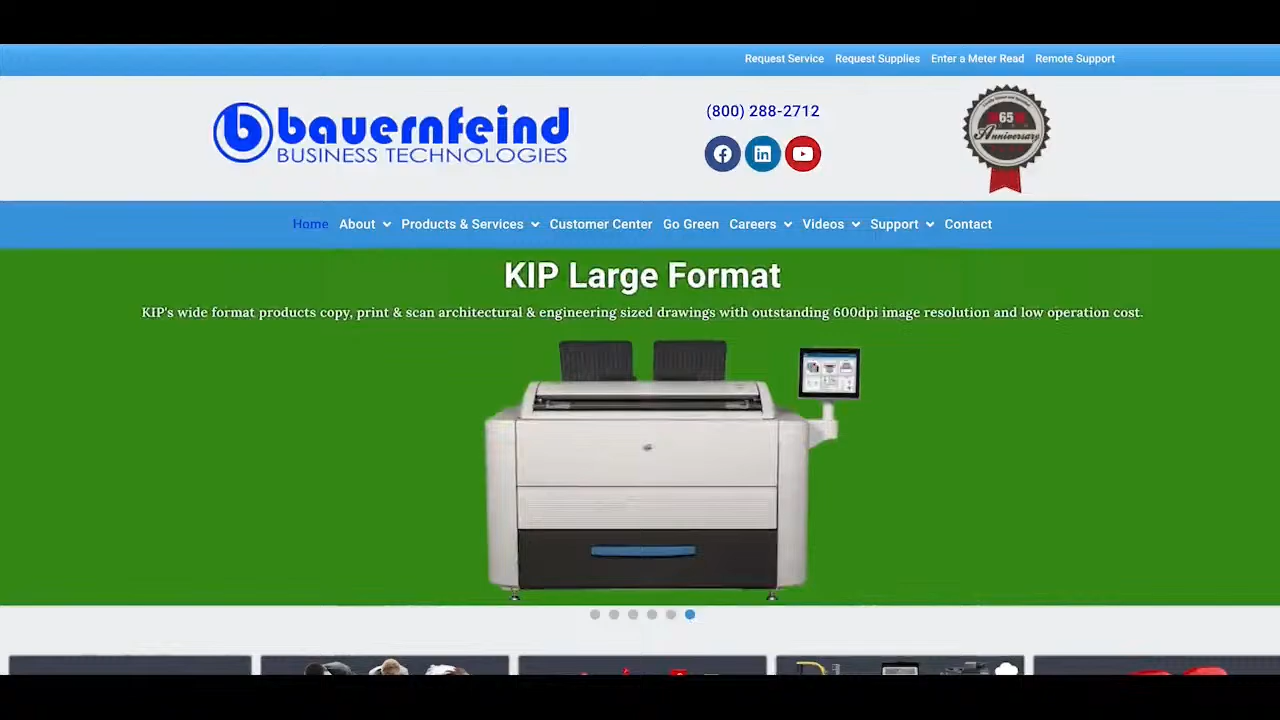 Request Service Request Supplies Enter a Meter Read Remote Support
b bauernfeind
BUSINESS TECHNOLOGIES
(800) 288-2712
65
Anniversary
Home About Products & Services Customer Center Go Green Careers Videos Support Contact
KIP Large Format
KIP's wide format products copy, print & scan architectural & engineering sized drawings with outstanding 600dpi image resolution and low operation cost.